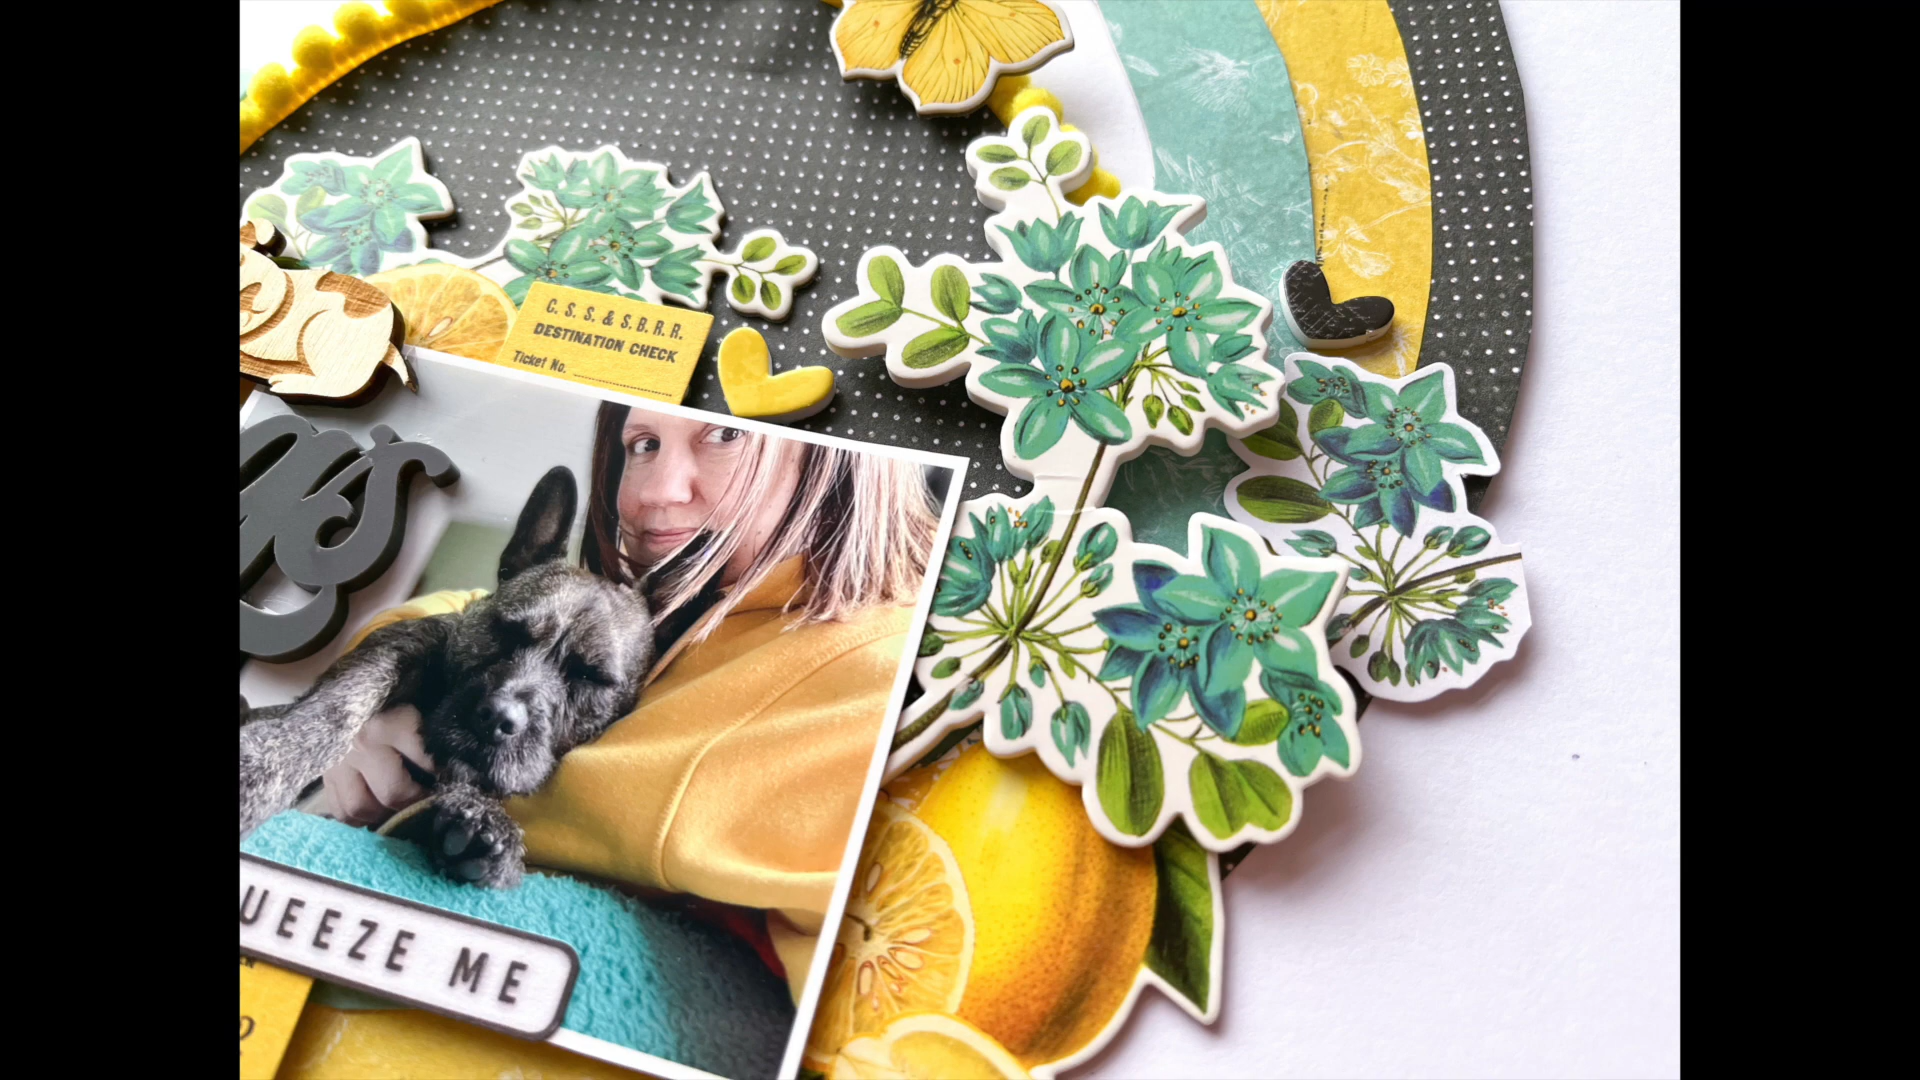 C. S. S. & S. B. R. R.
DESTINATION CHECK
Ticket No.
UEEZE ME